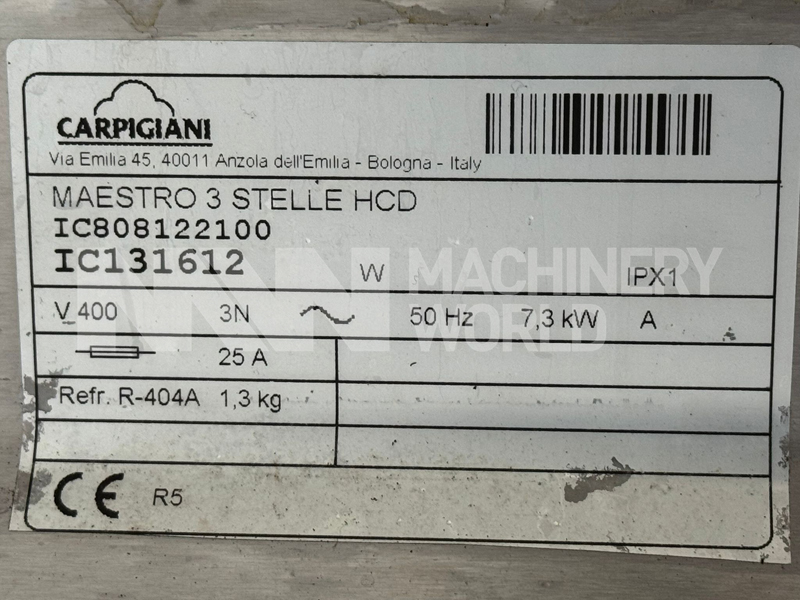 CARPIGIANI
Via Emilia 45, 40011 Anzola dell'Emilia - Bologna - Italy
MAESTRO 3 STELLE HCD
IC808122100
IC131612 W IPX1
MACHINERY
WORLD
V 400 3N 50 Hz 7,3 kW A
25 A
Refr. R-404A 1,3 kg
CE R5